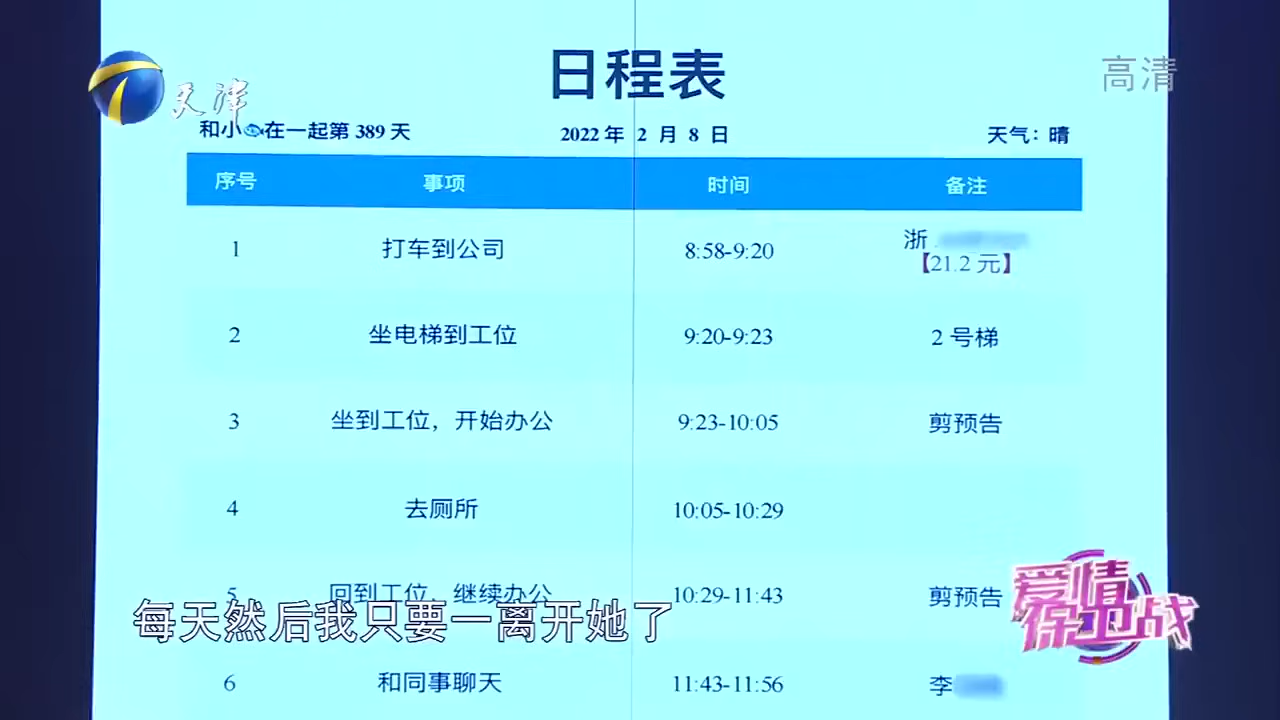 日程表
高清
天津
和小 在一起第 389 天 2022 年 2 月 8 日 天气：晴
序号 事项 时间 备注
1 打车到公司 8:58-9:20 浙
【21.2 元】
2 坐电梯到工位 9:20-9:23 2 号梯
3 坐到工位，开始办公 9:23-10:05 剪预告
4 去厕所 10:05-10:29
5 回到工位，继续办公 10:29-11:43 剪预告
每天然后我只要一离开她了
爱情保卫战
6 和同事聊天 11:43-11:56 李